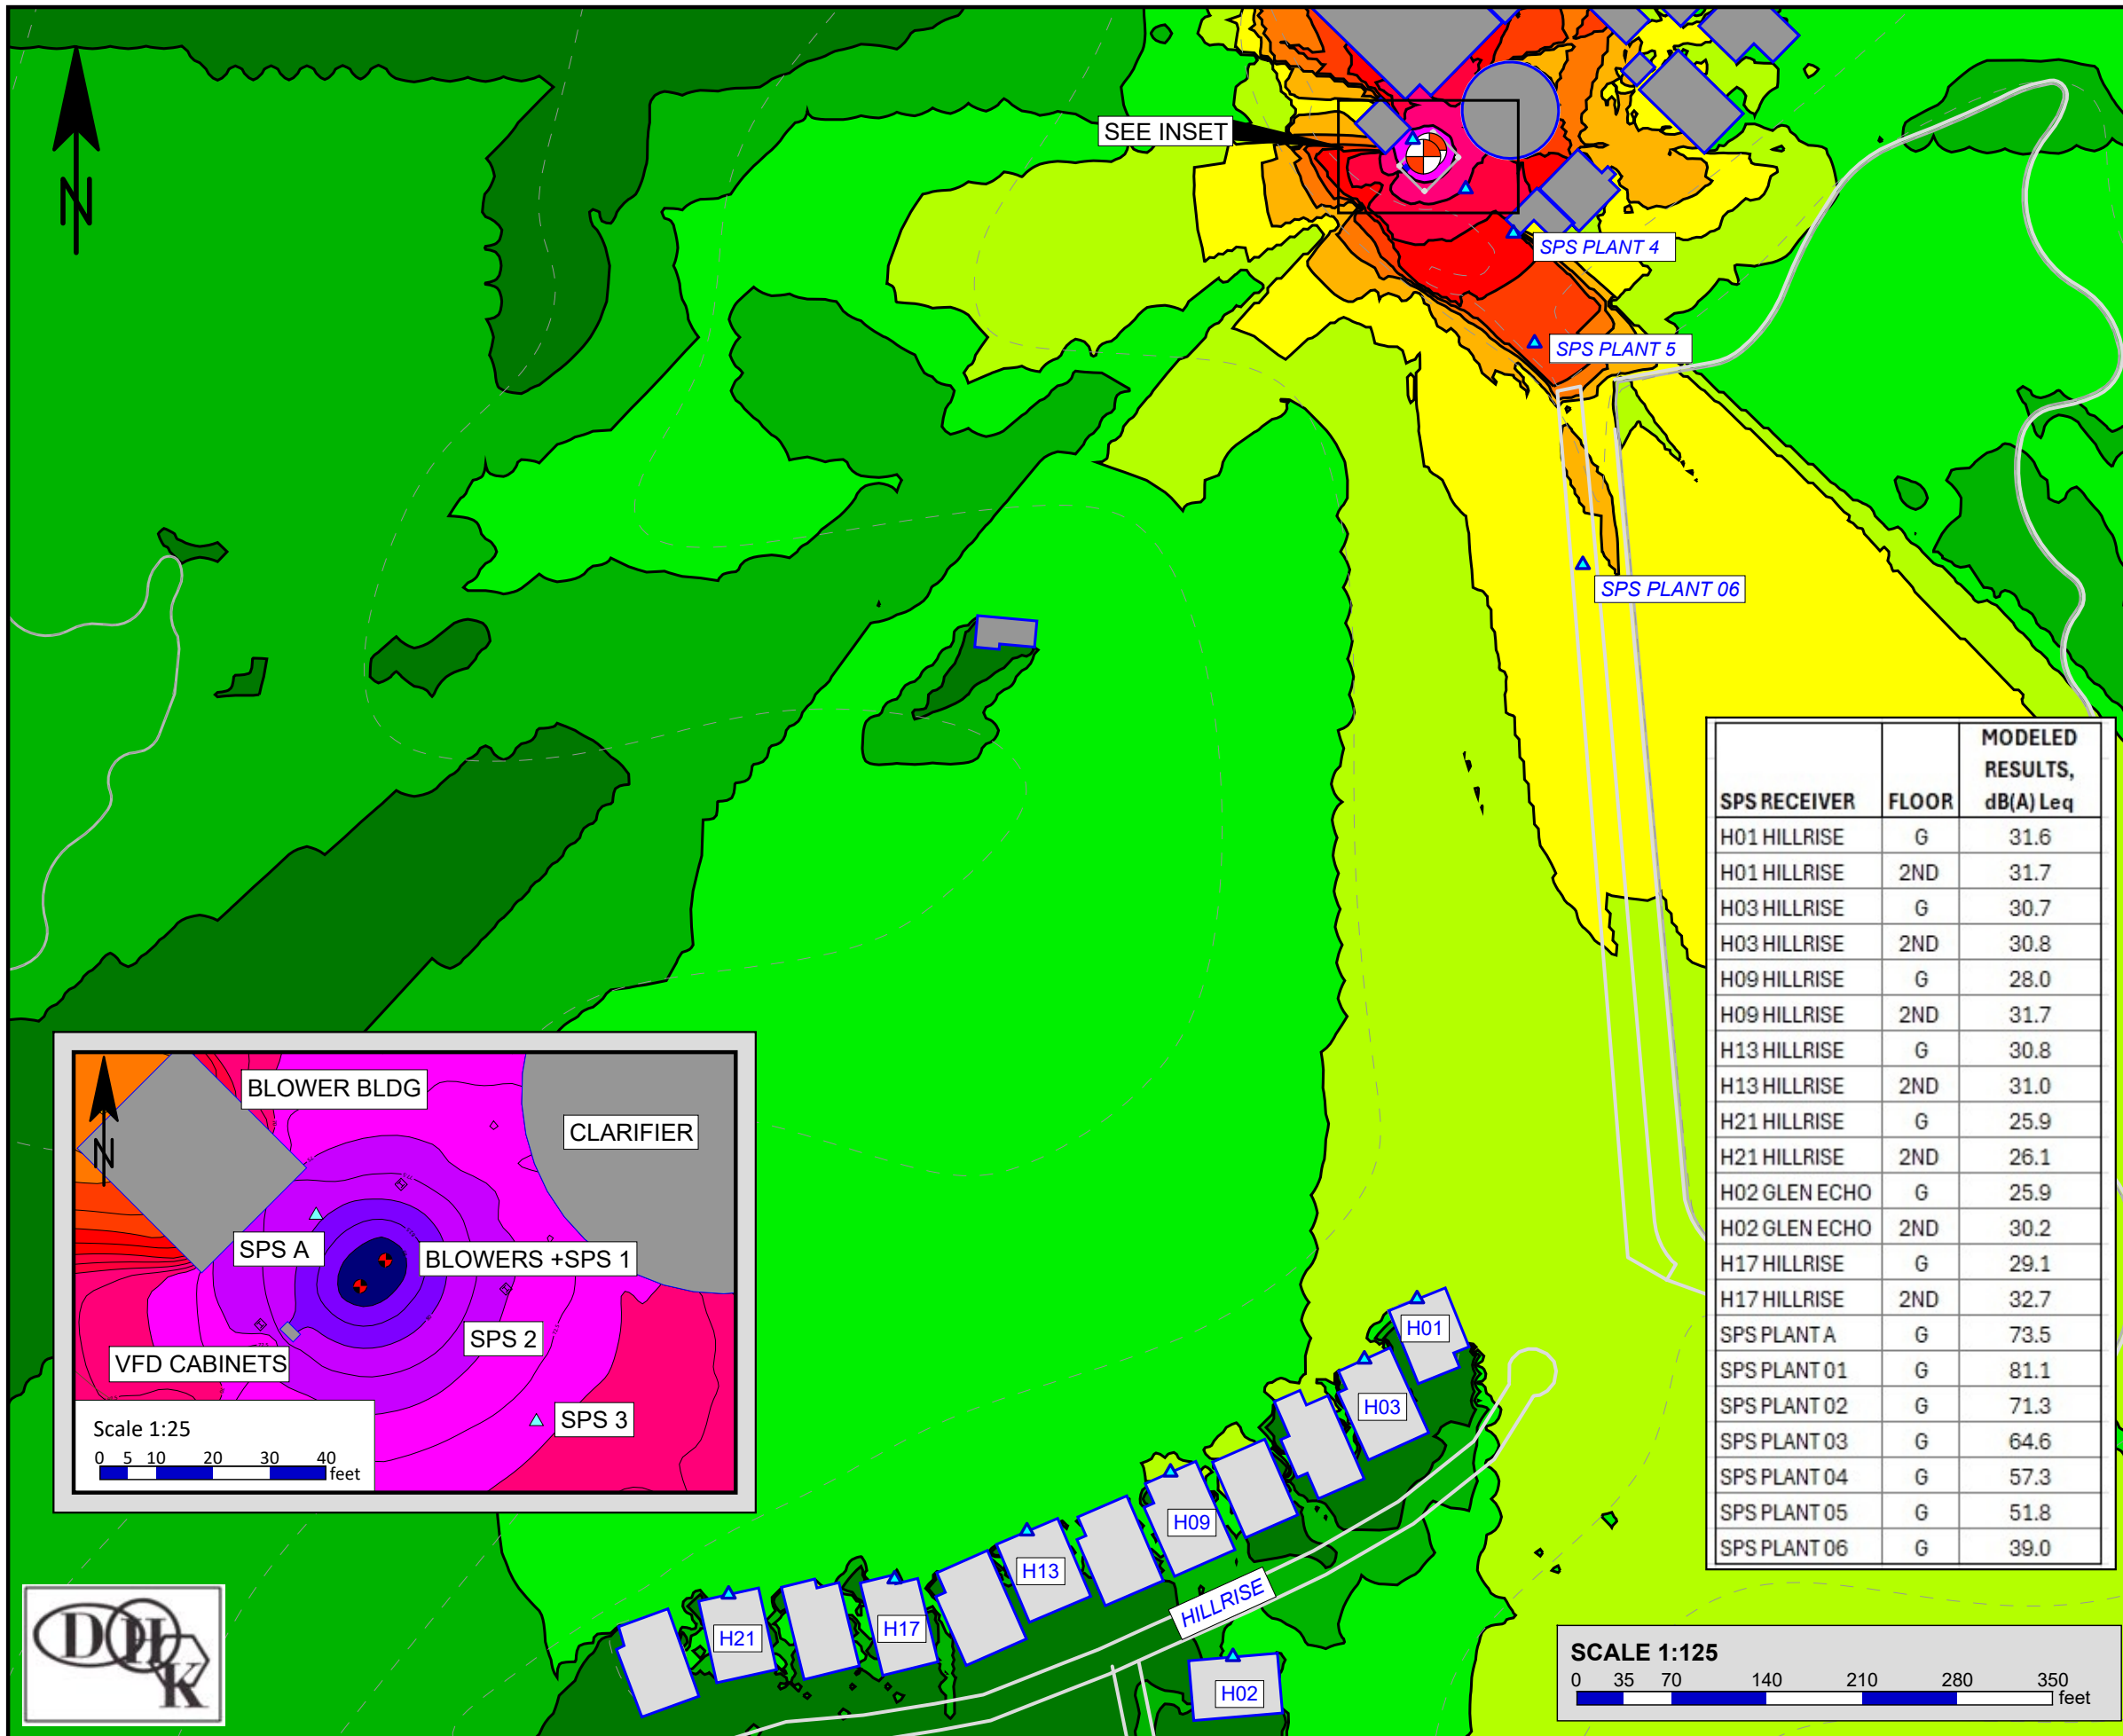 N
SEE INSET
SPS PLANT 4
SPS PLANT 5
SPS PLANT 06
SPS RECEIVER FLOOR MODELED RESULTS, dB(A) Leq
H01 HILLRISE G 31.6
H01 HILLRISE 2ND 31.7
H03 HILLRISE G 30.7
H03 HILLRISE 2ND 30.8
H09 HILLRISE G 28.0
H09 HILLRISE 2ND 31.7
H13 HILLRISE G 30.8
H13 HILLRISE 2ND 31.0
H21 HILLRISE G 25.9
H21 HILLRISE 2ND 26.1
H02 GLEN ECHO G 25.9
H02 GLEN ECHO 2ND 30.2
H17 HILLRISE G 29.1
H17 HILLRISE 2ND 32.7
SPS PLANT A G 73.5
SPS PLANT 01 G 81.1
SPS PLANT 02 G 71.3
SPS PLANT 03 G 64.6
SPS PLANT 04 G 57.3
SPS PLANT 05 G 51.8
SPS PLANT 06 G 39.0
BLOWER BLDG
CLARIFIER
N
SPS A
BLOWERS +SPS 1
SPS 2
VFD CABINETS
SPS 3
Scale 1:25
0 5 10 20 30 40
feet
H01
H03
H09
H13
H17
H21
HILLRISE
H02
DHK
SCALE 1:125
0 35 70 140 210 280 350
feet